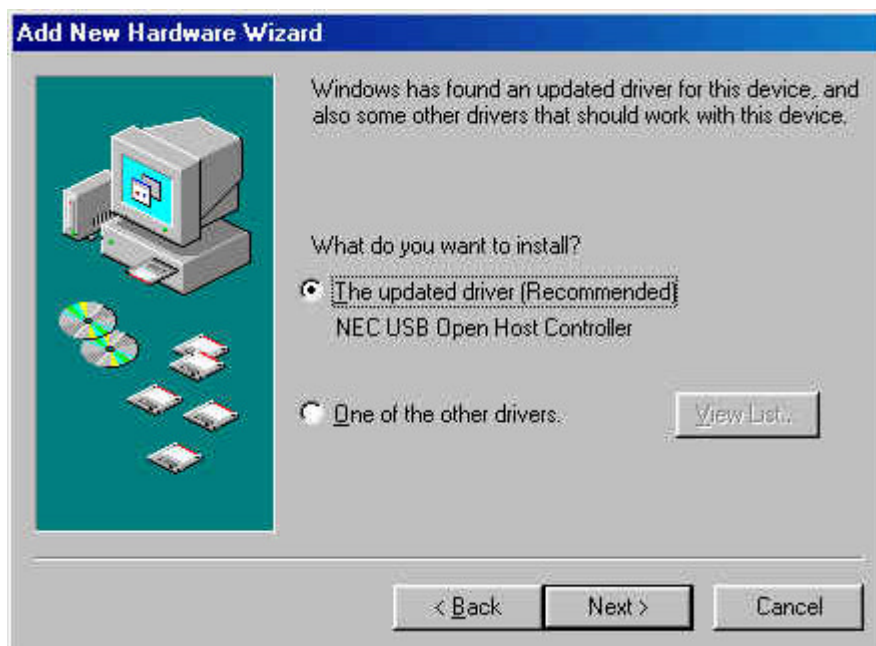 Add New Hardware Wizard
Windows has found an updated driver for this device, and
also some other drivers that should work with this device.
What do you want to install?
The updated driver (Recommended)
NEC USB Open Host Controller
One of the other drivers.
View List..
< Back
Next >
Cancel